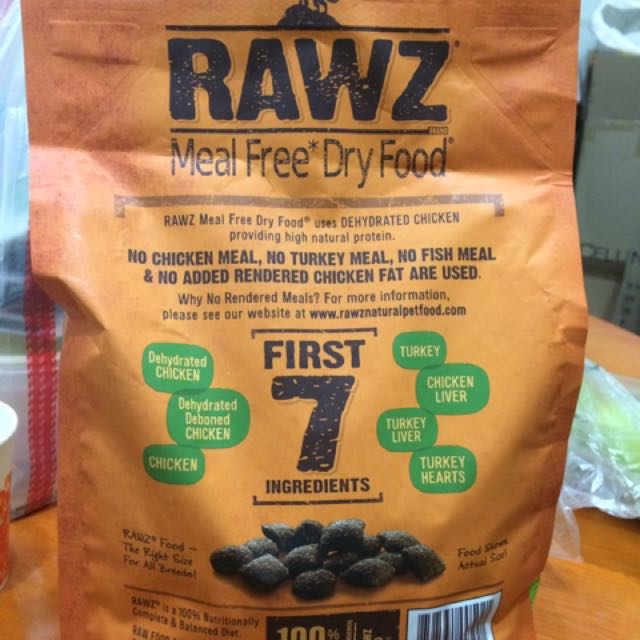 RAWZ
Meal Free* Dry Food®
RAWZ Meal Free Dry Food® uses DEHYDRATED CHICKEN
providing high natural protein.
NO CHICKEN MEAL, NO TURKEY MEAL, NO FISH MEAL
& NO ADDED RENDERED CHICKEN FAT ARE USED.
Why No Rendered Meals? For more information,
please see our website at www.rawznaturalpetfood.com
FIRST
7
INGREDIENTS
Dehydrated
CHICKEN
Dehydrated
Deboned
CHICKEN
CHICKEN
TURKEY
CHICKEN
LIVER
TURKEY
LIVER
TURKEY
HEARTS
RAWZ® Food –
The Right Size
For All Breeds!
Food Shown
Actual Size!
RAWZ® is a 100% Nutritionally
Complete & Balanced Diet.
RAW FOOD
100%